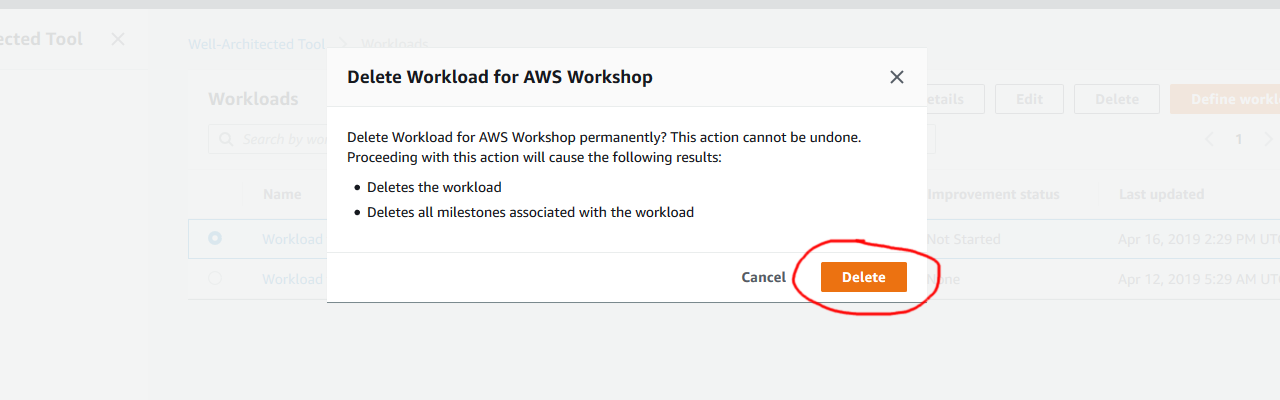 ected Tool
Well-Architected Tool
Workloads
Delete Workload for AWS Workshop
Workloads
etails
Edit
Delete
Define workl
Search by wo
Delete Workload for AWS Workshop permanently? This action cannot be undone.
Proceeding with this action will cause the following results:
1
• Deletes the workload
• Deletes all milestones associated with the workload
Name
Improvement status
Last updated
Workload
Not Started
Apr 16, 2019 2:29 PM UTC
Cancel
Delete
Workload
None
Apr 12, 2019 5:29 AM UTC